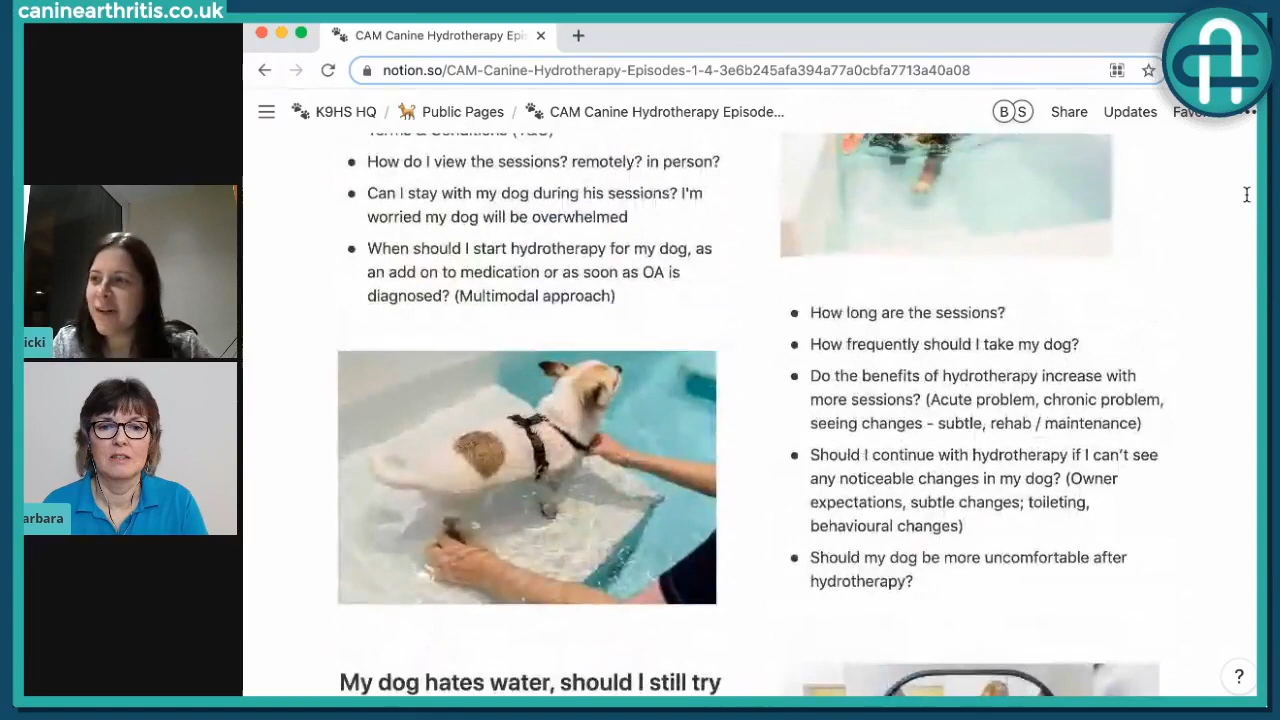 caninearthritis.co.uk
CAM Canine Hydrotherapy Epi
notion.so/CAM-Canine-Hydrotherapy-Episodes-1-4-3e6b245afa394a77a0cbfa7713a40a08
K9HS HQ / Public Pages / CAM Canine Hydrotherapy Episode...
BS Share Updates
Terms & Conditions
• How do I view the sessions? remotely? in person?
• Can I stay with my dog during his sessions? I'm
worried my dog will be overwhelmed
• When should I start hydrotherapy for my dog, as
an add on to medication or as soon as OA is
diagnosed? (Multimodal approach)
• How long are the sessions?
• How frequently should I take my dog?
• Do the benefits of hydrotherapy increase with
more sessions? (Acute problem, chronic problem,
seeing changes - subtle, rehab / maintenance)
• Should I continue with hydrotherapy if I can't see
any noticeable changes in my dog? (Owner
expectations, subtle changes; toileting,
behavioural changes)
• Should my dog be more uncomfortable after
hydrotherapy?
My dog hates water, should I still try
?
icki
arbara